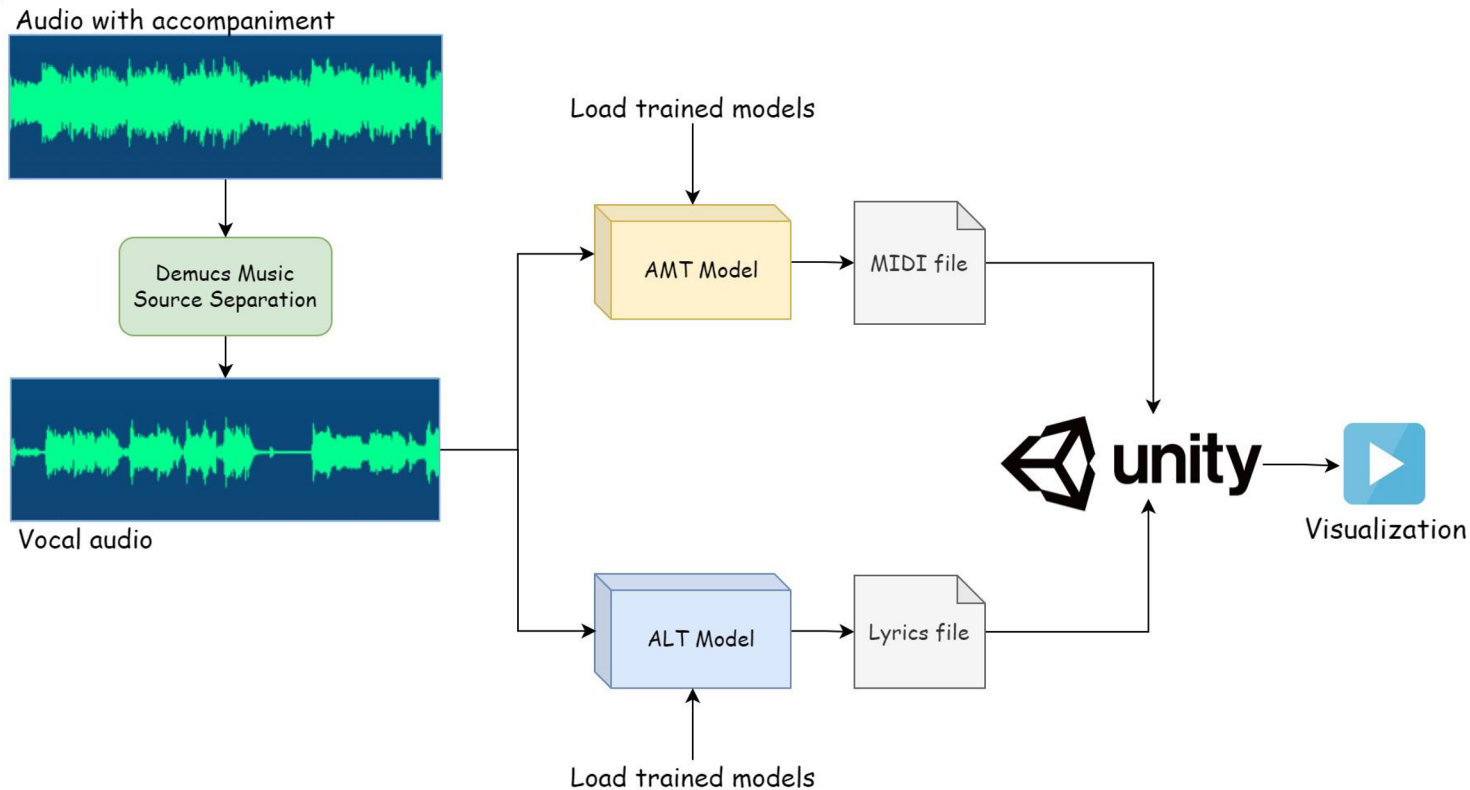 Audio with accompaniment
Demucs Music
Source Separation
Vocal audio
Load trained models
AMT Model
MIDI file
ALT Model
Lyrics file
Load trained models
unity
Visualization